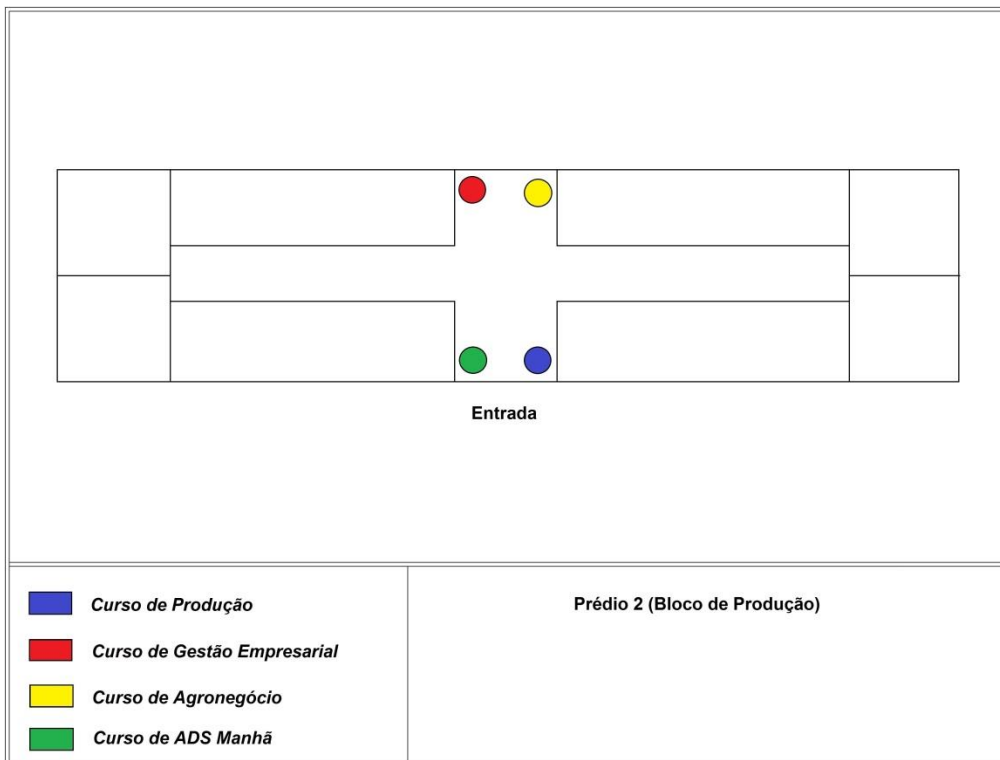 Entrada
Curso de Produção
Curso de Gestão Empresarial
Curso de Agronegócio
Curso de ADS Manhã
Prédio 2 (Bloco de Produção)